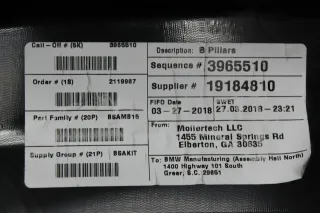 Call-Off # (5K) 3965510
Description: B Pillars
Sequence # 3965510
Order # (1S) 2119987
Supplier # 19184810
FIFO Date SWET
03-27-2018 27.03.2018-23:21
Part Family # (20P) BSAMB15
From: Mollertech LLC
1455 Mineral Springs Rd
Elberton, GA 30635
Supply Group # (21P) BSAKIT
To: BMW Manufacturing (Assembly Hall North)
1400 Highway 101 South
Greer, S.C. 29651